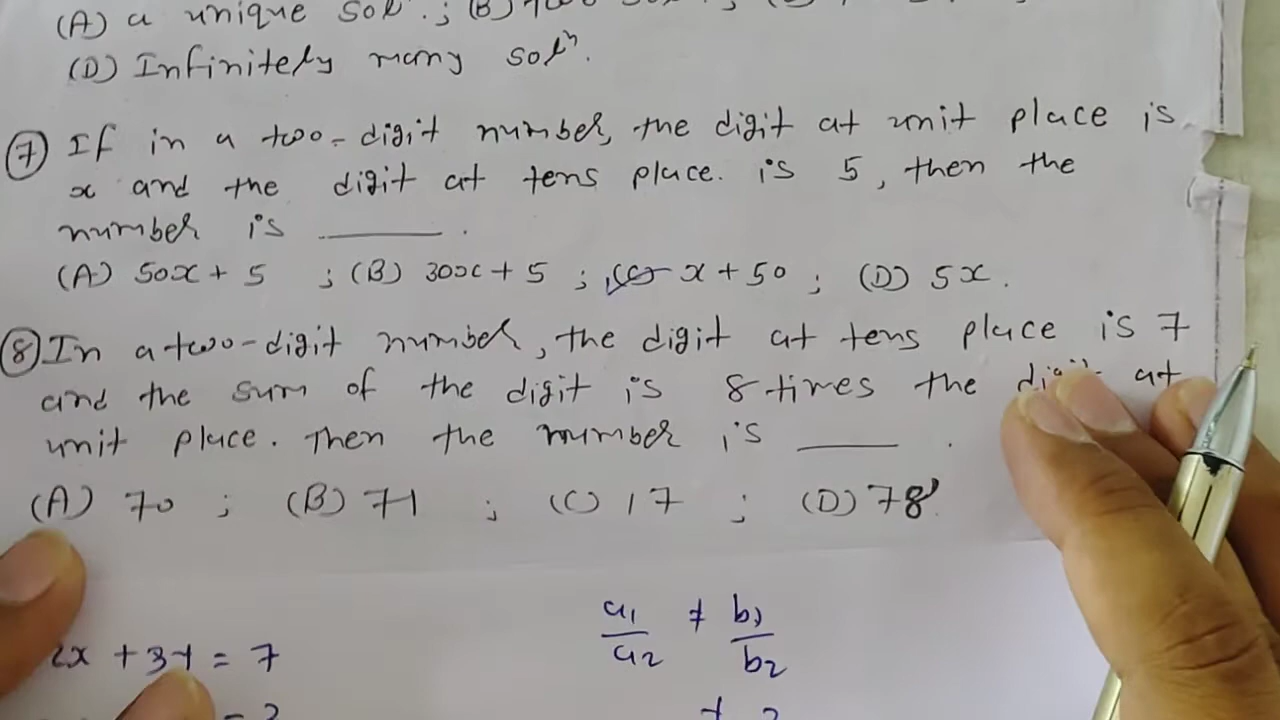 (A) a unique sol .; (B)
(D) Infinitely many solⁿ.
⑦ If in a two-digit number, the digit at unit place is
x and the digit at tens place. is 5, then the
number is ______ .
(A) 50x + 5 ; (B) 30x + 5 ; (C) x + 50 ; (D) 5x.
⑧ In a two-digit number, the digit at tens place is 7
and the sum of the digit is 8 times the digit at
unit place. Then the number is ______ .
(A) 70 ; (B) 71 ; (C) 17 ; (D) 78
2x + 3y = 7
a₁/a₂ ≠ b₁/b₂